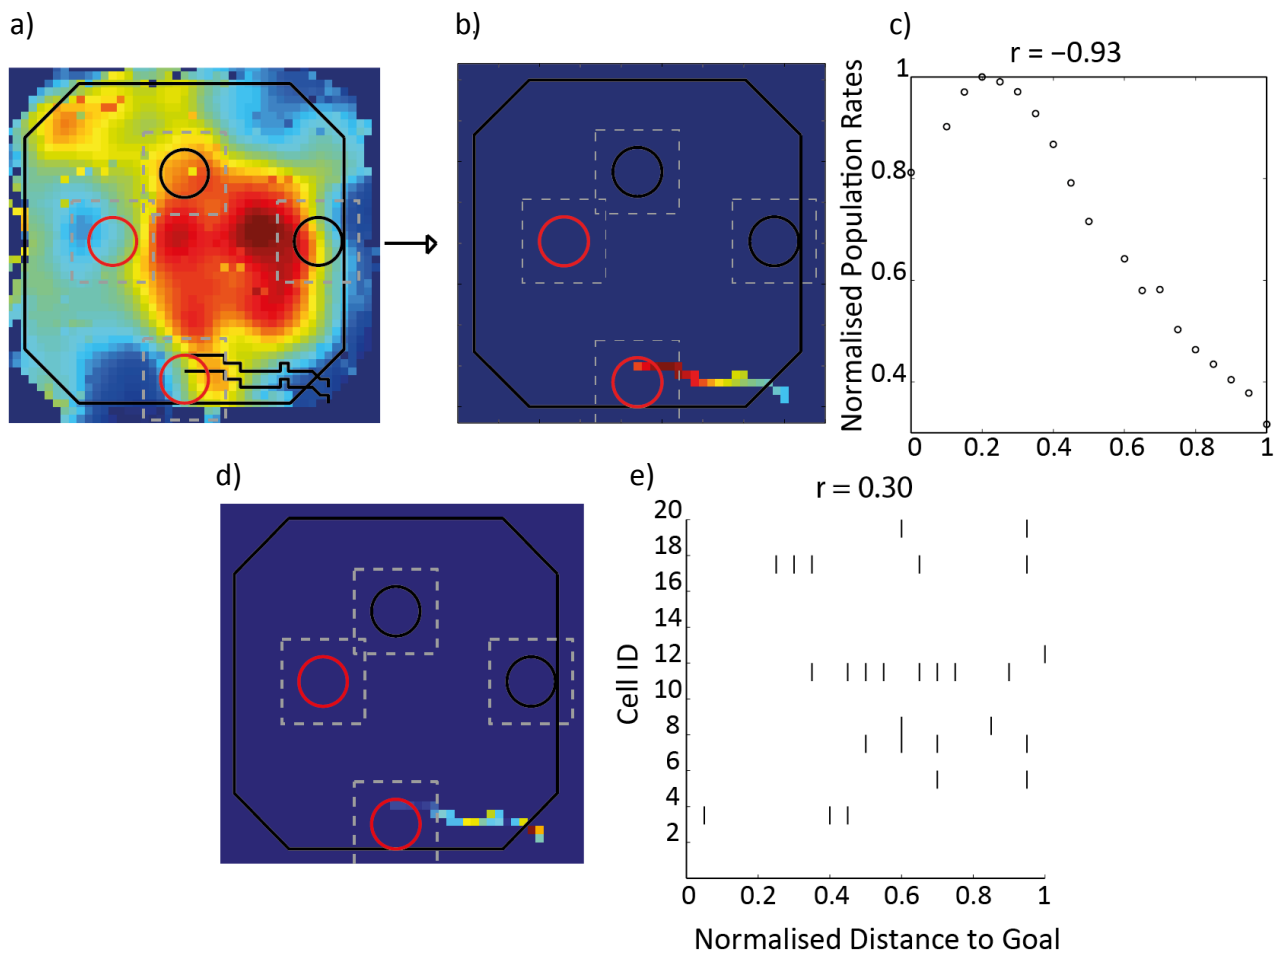 a)
b)
c)
r = −0.93
Normalised Population Rates
1
0.8
0.6
0.4
0 0.2 0.4 0.6 0.8 1
d)
e)
r = 0.30
Cell ID
20
18
16
14
12
10
8
6
4
2
0 0.2 0.4 0.6 0.8 1
Normalised Distance to Goal